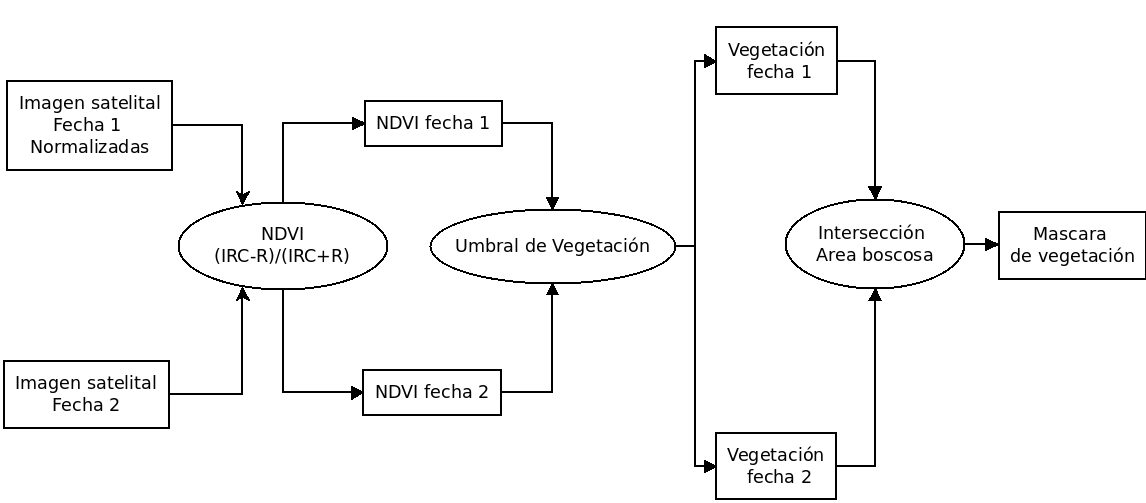 Imagen satelital
Fecha 1
Normalizadas
Imagen satelital
Fecha 2
NDVI
(IRC-R)/(IRC+R)
NDVI fecha 1
NDVI fecha 2
Umbral de Vegetación
Vegetación
fecha 1
Vegetación
fecha 2
Intersección
Area boscosa
Mascara
de vegetación